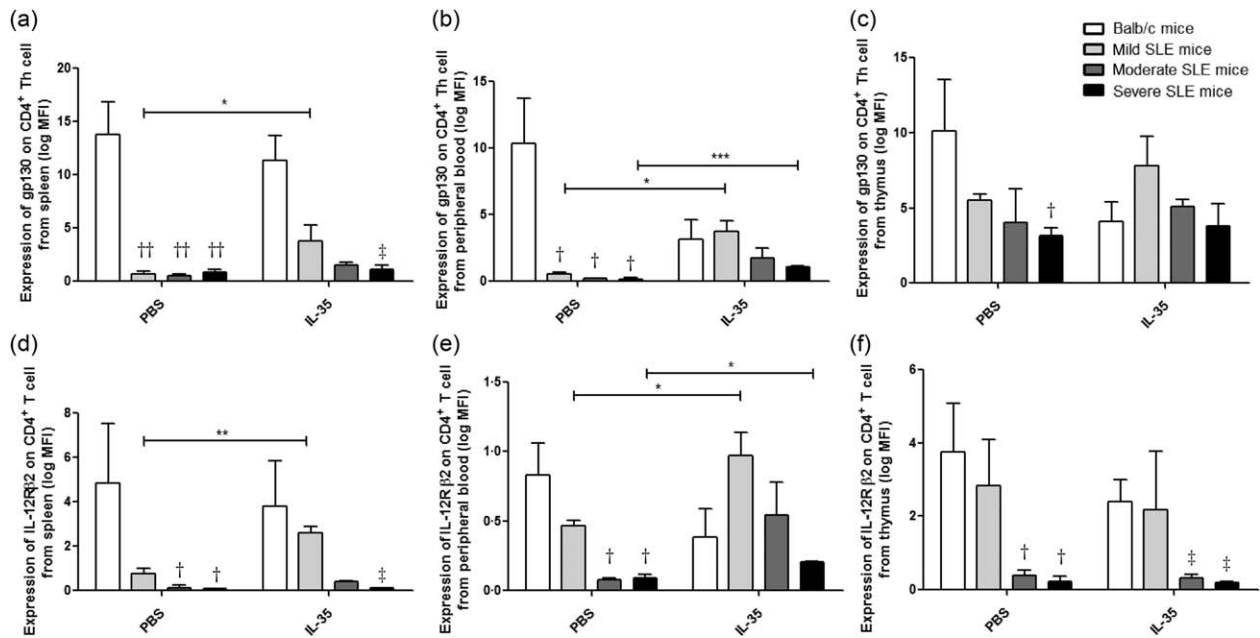 (a)
Expression of gp130 on CD4⁺ Th cell
from spleen (log MFI)
20
15
10
5
0
*
††
††
††
‡
PBS
IL-35
(b)
Expression of gp130 on CD4⁺ Th cell
from peripheral blood (log MFI)
15
10
5
0
***
*
†
†
†
PBS
IL-35
(c)
Expression of gp130 on CD4⁺ Th cell
from thymus (log MFI)
15
10
5
0
†
PBS
IL-35
Balb/c mice
Mild SLE mice
Moderate SLE mice
Severe SLE mice
(d)
Expression of IL-12Rβ2 on CD4⁺ T cell
from spleen (log MFI)
8
6
4
2
0
**
†
†
‡
PBS
IL-35
(e)
Expression of IL-12Rβ2 on CD4⁺ T cell
from peripheral blood (log MFI)
1·5
1·0
0·5
0·0
*
*
†
†
PBS
IL-35
(f)
Expression of IL-12Rβ2 on CD4⁺ T cell
from thymus (log MFI)
6
4
2
0
†
†
‡
‡
PBS
IL-35